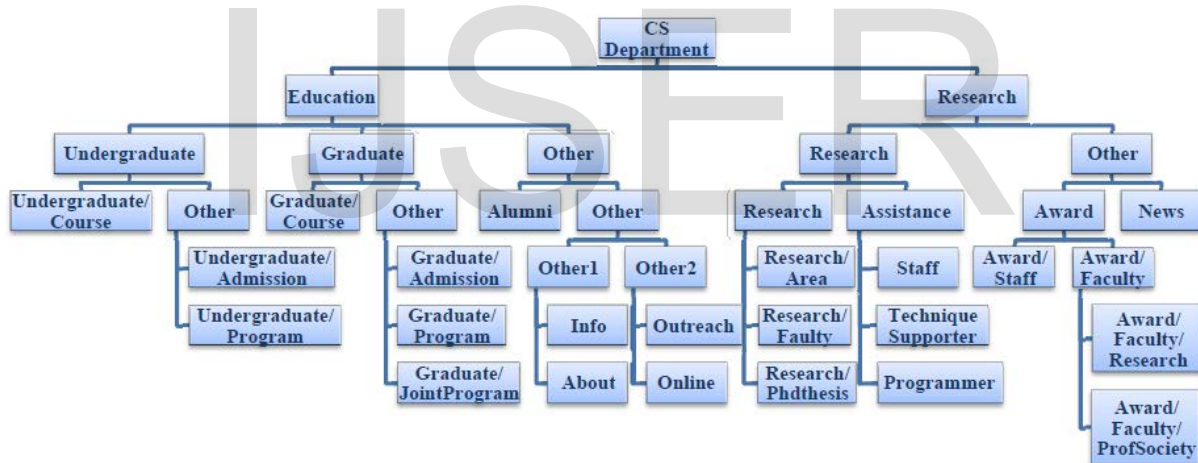 IJSER
CS
Department
Education
Research
Undergraduate
Graduate
Other
Research
Other
Undergraduate/
Course
Other
Graduate/
Course
Other
Alumni
Other
Research
Assistance
Award
News
Undergraduate/
Admission
Graduate/
Admission
Other1
Other2
Research/
Area
Staff
Award/
Staff
Award/
Faculty
Undergraduate/
Program
Graduate/
Program
Info
Outreach
Research/
Faulty
Technique
Supporter
Award/
Faculty/
Research
Graduate/
JointProgram
About
Online
Research/
Phdthesis
Programmer
Award/
Faculty/
ProfSociety